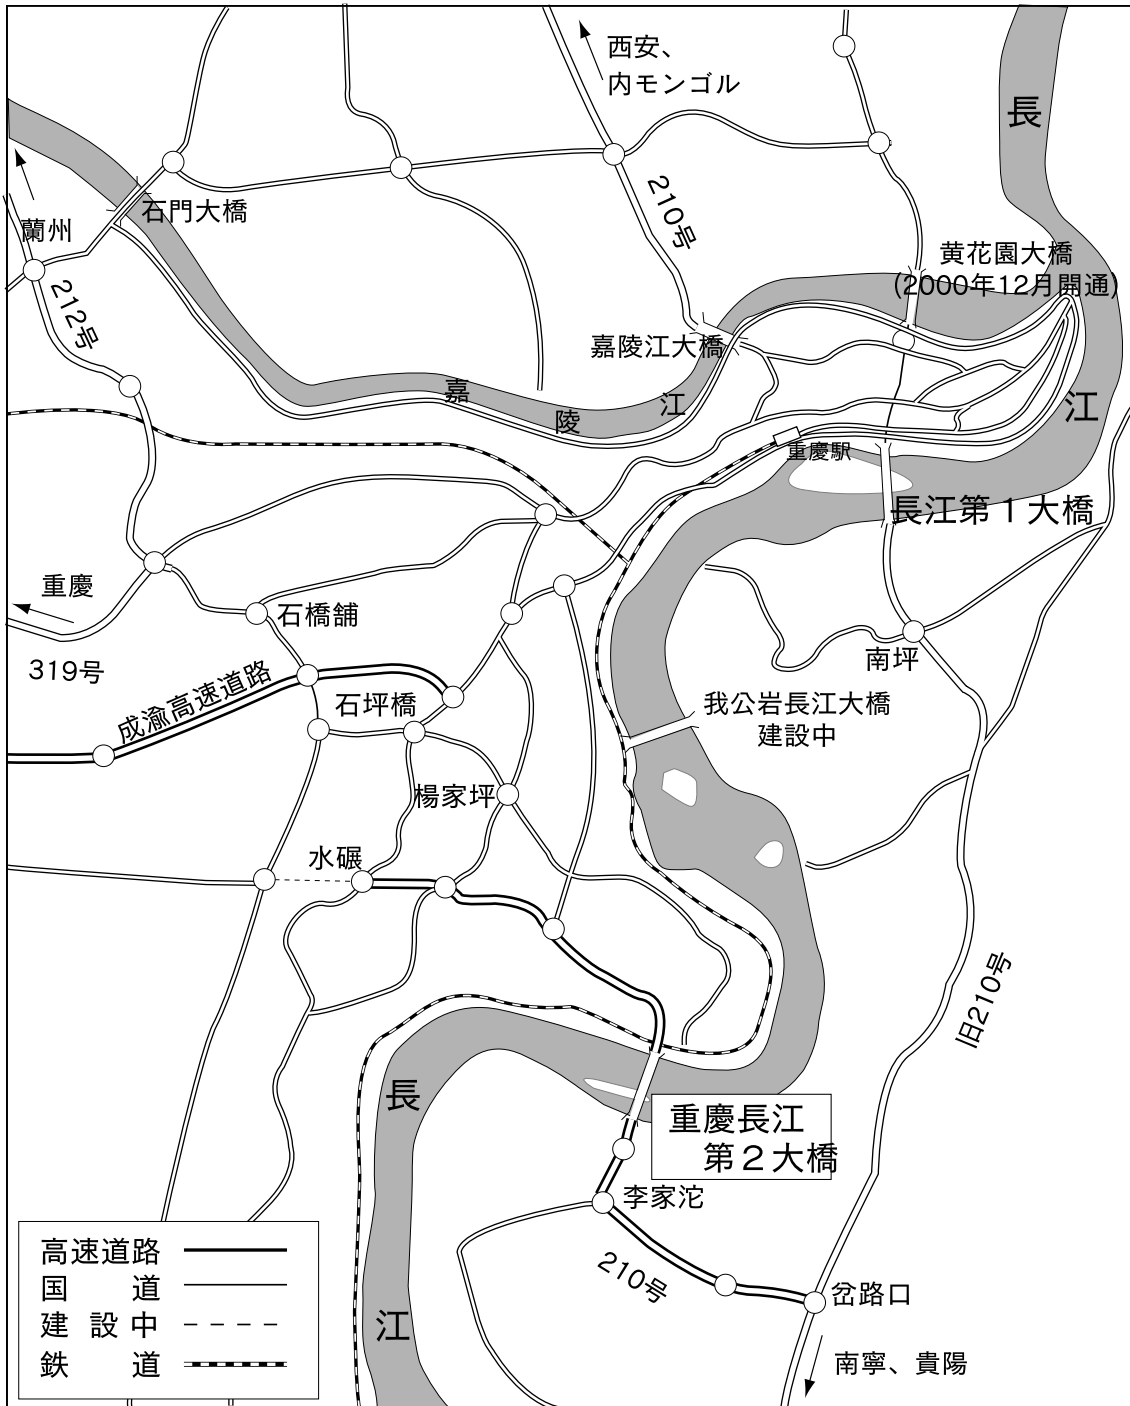 西安、
内モンゴル
長
石門大橋
210号
蘭州
黄花園大橋
(2000年12月開通)
212号
嘉陵江大橋
嘉
陵
江
江
重慶駅
長江第１大橋
重慶
石橋舗
319号
南坪
成渝高速道路
石坪橋
我公岩長江大橋
建設中
楊家坪
水碾
旧210号
長
重慶長江
第２大橋
李家沱
210号
岔路口
江
南寧、貴陽
高速道路
国　　道
建 設 中
鉄　　道